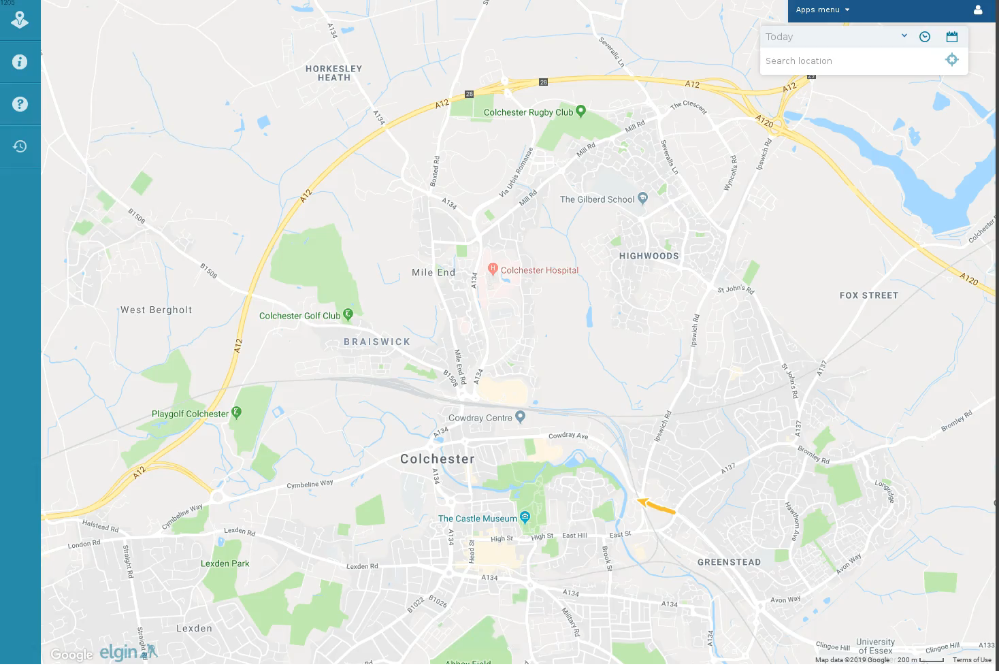 1205
Apps menu
Today
Search location
A134
Severalls Ln
HORKESLEY
HEATH
28
28
A12
A12
29
A12
Colchester Rugby Club
The Crescent
A134
Mill Rd
A120
Mill Rd
Severalls Ln
Ipswich Rd
Boxted Rd
Via Urbis Romanae
Wyncolls Rd
A12
Mill Rd
The Gilberd School
A134
B1508
Colchester
HIGHWOODS
B1508
Mile End
A134
Colchester Hospital
A120
St John's Rd
FOX STREET
West Bergholt
Colchester Golf Club
BRAISWICK
A12
Ipswich Rd
Mile End Rd
B1508
A134
St John's Rd
A137
Playgolf Colchester
Cowdray Centre
Ipswich Rd
A137
Bromley Rd
A134
Cowdray Ave
Colchester
Bromley Rd
A137
A12
A134
Cymbeline Way
Longridge
Cymbeline Way
The Castle Museum
Hawthorn Ave
Halstead Rd
Lexden Rd
London Rd
A134
High St
High St
East Hill
East St
Straight Rd
Head St
Brook St
Lexden Park
Lexden Rd
GREENSTEAD
Avon Way
A134
A134
A134
Avon Way
B1022
B1026
Military Rd
Lexden
Straight Rd
A134
Clingoe Hill
University
of Essex
Clingoe Hill
A133
Google
elgin
Abbey Field
Map data ©2019 Google
200 m
Terms of Use